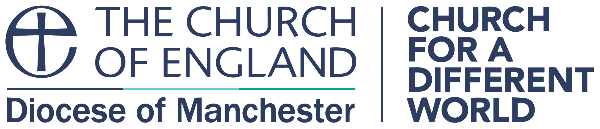 THE CHURCH
OF ENGLAND
Diocese of Manchester
CHURCH
FOR A
DIFFERENT
WORLD